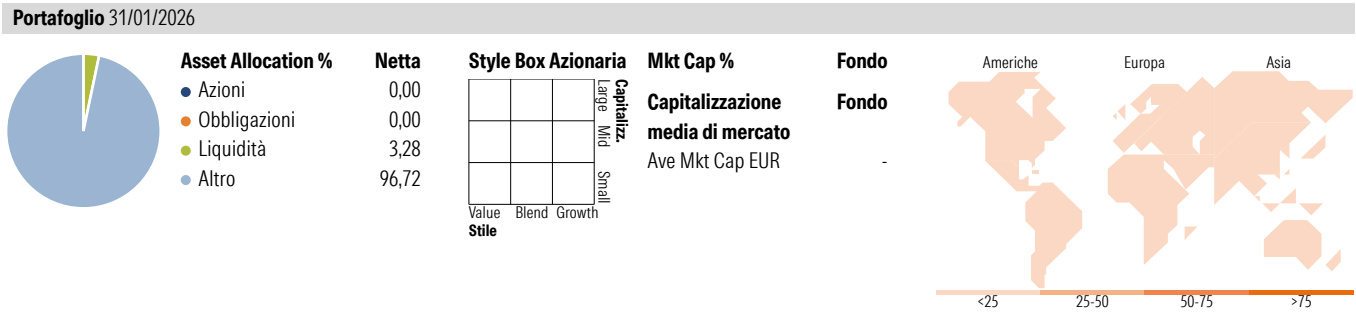 Portafoglio 31/01/2026
Asset Allocation % Netta
Azioni 0,00
Obbligazioni 0,00
Liquidità 3,28
Altro 96,72
Style Box Azionaria
Capitalizz.
Large Mid Small
Value Blend Growth
Stile
Mkt Cap % Fondo
Capitalizzazione Fondo
media di mercato
Ave Mkt Cap EUR -
Americhe Europa Asia
<25 25-50 50-75 >75